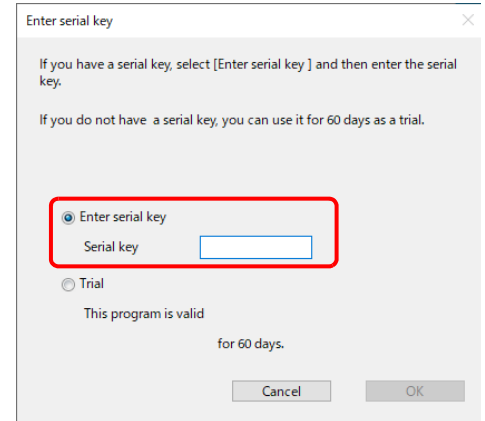 Enter serial key
If you have a serial key, select [Enter serial key ] and then enter the serial
key.
If you do not have  a serial key, you can use it for 60 days as a trial.
Enter serial key
Serial key
Trial
This program is valid
for 60 days.
Cancel OK